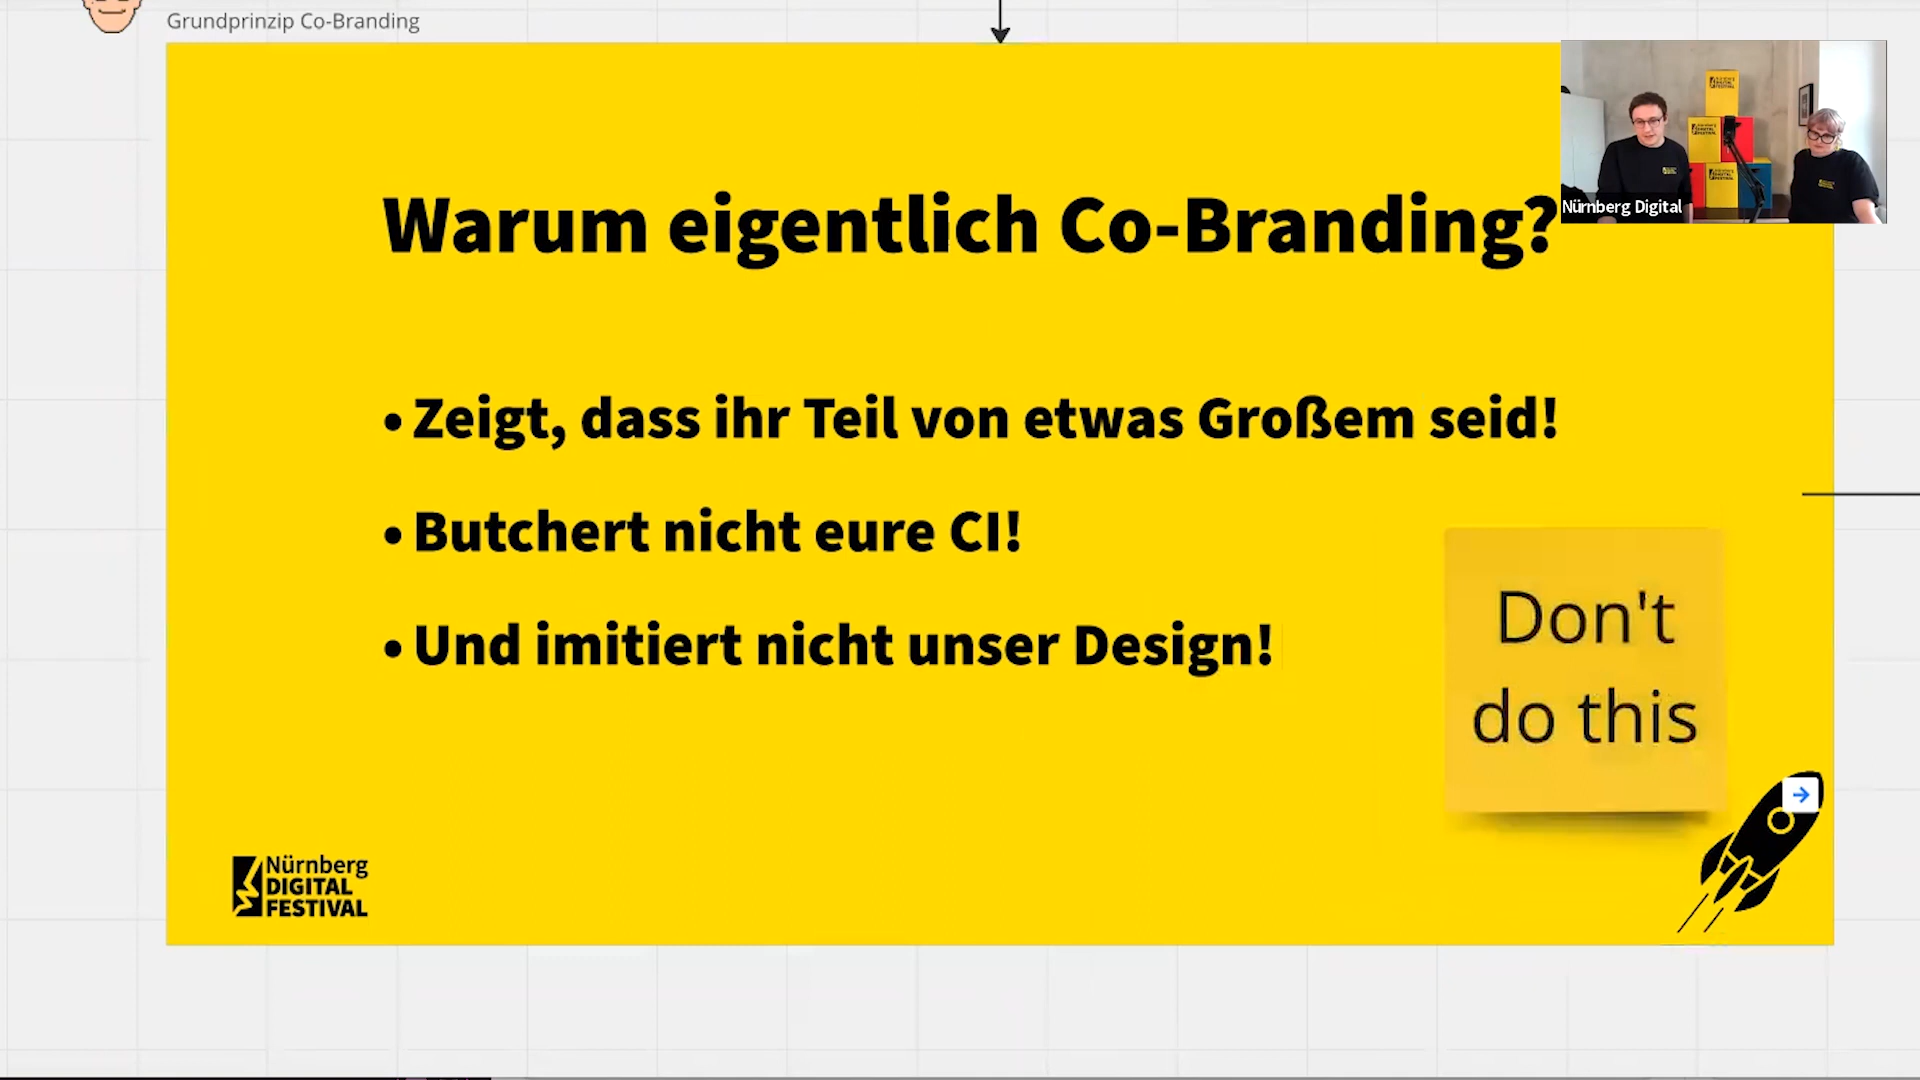 Grundprinzip Co-Branding
Warum eigentlich Co-Branding?
Nürnberg Digital
• Zeigt, dass ihr Teil von etwas Großem seid!
• Butchert nicht eure CI!
• Und imitiert nicht unser Design!
Don't
do this
Nürnberg
DIGITAL
FESTIVAL